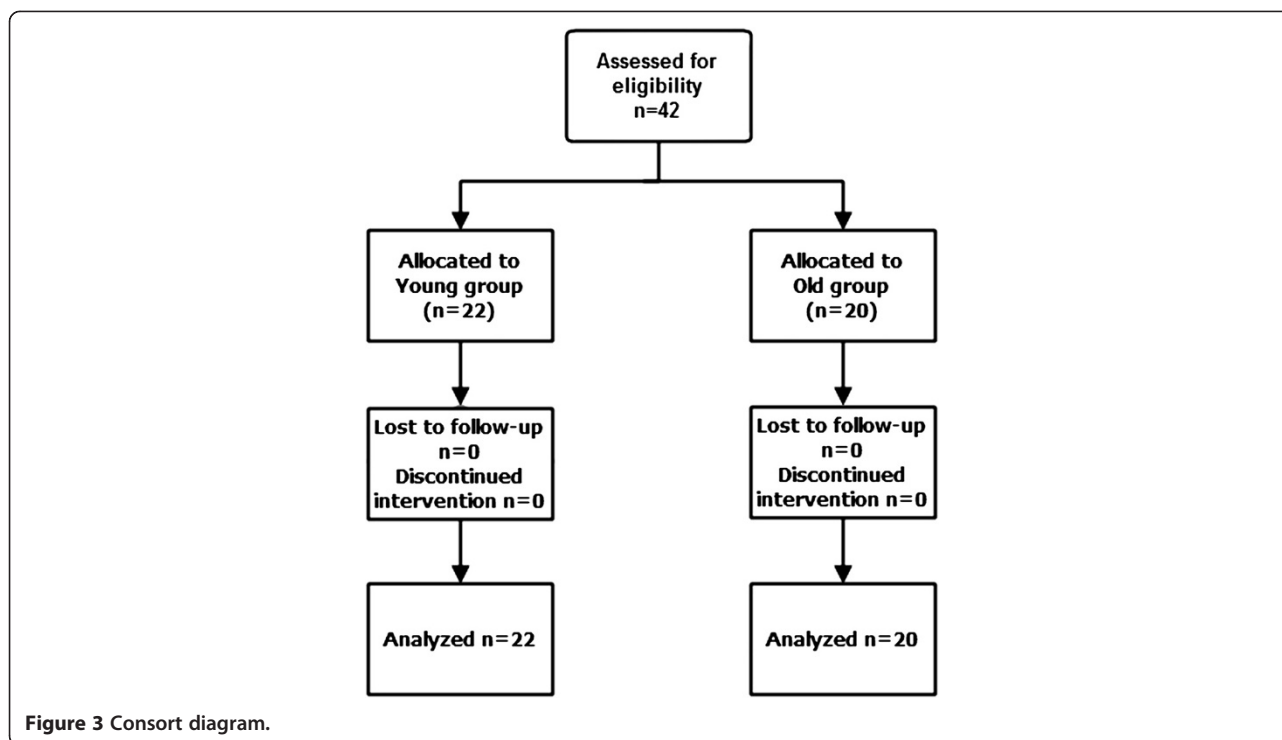 Assessed for
eligibility
n=42
Allocated to
Young group
(n=22)
Allocated to
Old group
(n=20)
Lost to follow-up
n=0
Discontinued
intervention n=0
Lost to follow-up
n=0
Discontinued
intervention n=0
Analyzed n=22
Analyzed n=20
Figure 3 Consort diagram.